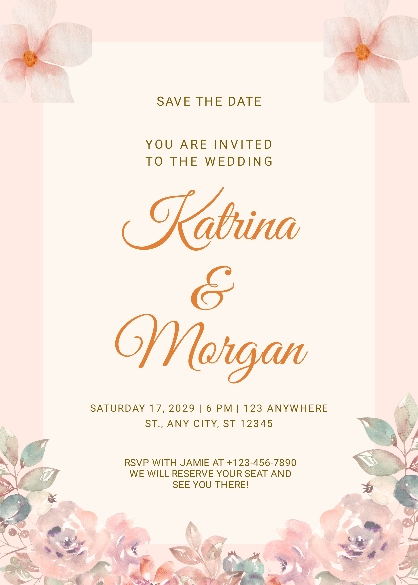 SAVE THE DATE
YOU ARE INVITED
TO THE WEDDING
Katrina
&
Morgan
SATURDAY 17, 2029 | 6 PM | 123 ANYWHERE
ST., ANY CITY, ST 12345
RSVP WITH JAMIE AT +123-456-7890
WE WILL RESERVE YOUR SEAT AND
SEE YOU THERE!